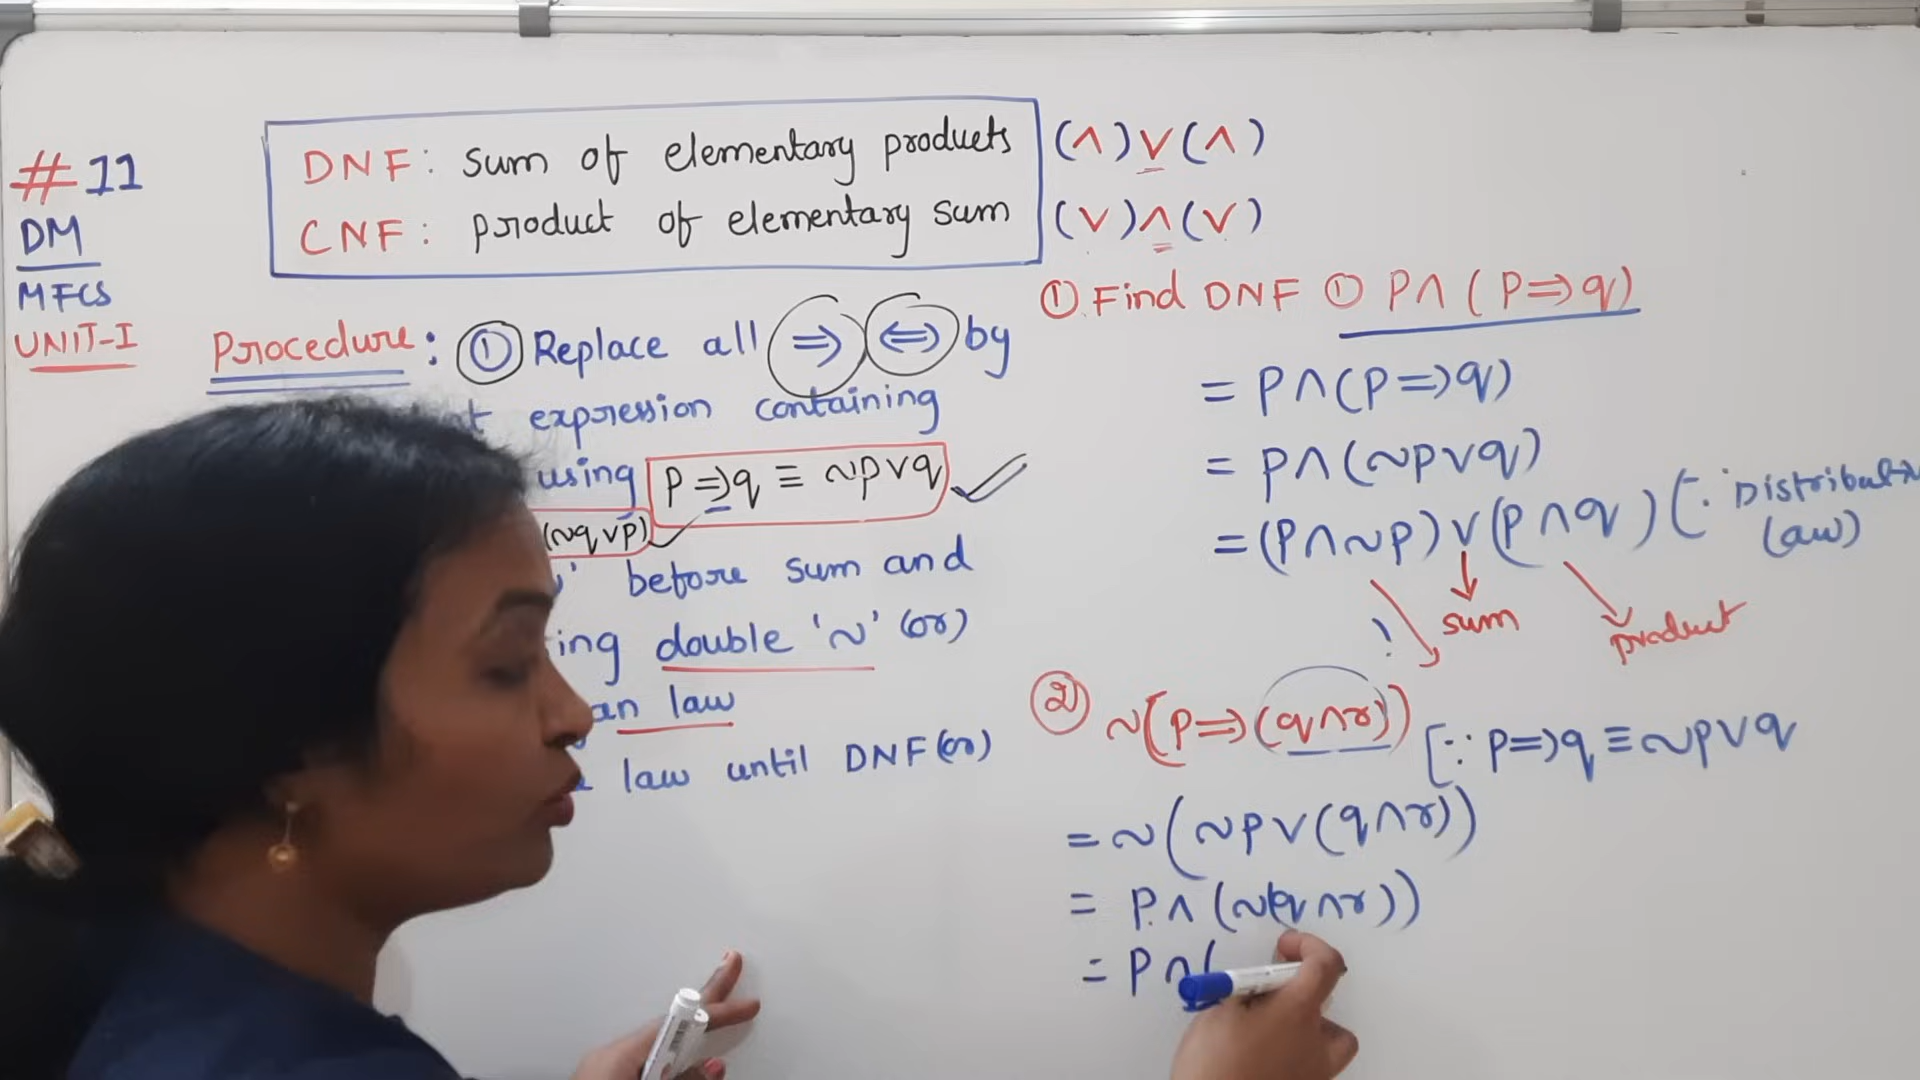 #11
DM
MFCS
UNIT-I
DNF: sum of elementary products (∧)∨(∧)
CNF: product of elementary sum (∨)∧(∨)
Procedure: ① Replace all ⇒ ⇔ by
expression containing
using p⇒q ≡ ~p∨q
(~q∨p)
before sum and
double '~' (or)
law
law until DNF (or)
① Find DNF ① P∧(P⇒q)
= P∧(P⇒q)
= P∧(~p∨q)
= (P∧~p)∨(p∧q) (∵ Distributive
law)
sum
product
② ~(P⇒(q∧r)) [∵ p⇒q ≡ ~p∨q
= ~(~p∨(q∧r))
= P∧(~(q∧r))
= P∧(